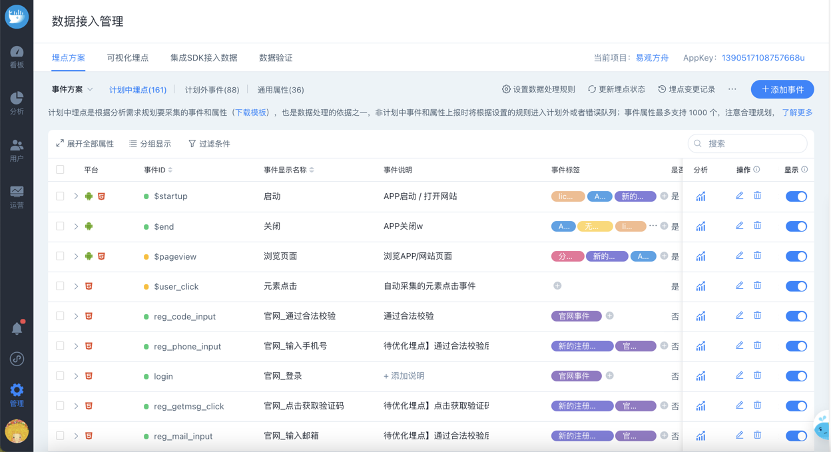 数据接入管理
埋点方案 可视化埋点 集成SDK接入数据 数据验证 当前项目：易观方舟 AppKey：1390517108757668u
看板
事件方案 计划中埋点(161) 计划外事件(88) 通用属性(36) 设置数据处理规则 更新埋点状态 埋点变更记录 ··· ＋添加事件
分析
计划中埋点是根据分析需求规划要采集的事件和属性（下载模板），也是数据处理的依据之一，非计划中事件和属性上报时将根据设置的规则进入计划外或者错误队列；事件属性最多支持 1000 个，注意合理规划， 了解更多
展开全部属性 分组显示 过滤条件 搜索
用户
平台 事件ID 事件显示名称 事件说明 事件标签 是否 分析 操作 显示
$startup 启动 APP启动 / 打开网站 lic... A... 新的... 是
运营
$end 关闭 APP关闭w A... 无... ··· 是
$pageview 浏览页面 浏览APP/网站页面 分... 新的... A... 是
$user_click 元素点击 自动采集的元素点击事件 是
reg_code_input 官网_通过合法校验 通过合法校验 官网事件 否
reg_phone_input 官网_输入手机号 待优化埋点】通过合法校验后 新的注册... 官... 否
login 官网_登录 + 添加说明 官网事件 否
管理
reg_getmsg_click 官网_点击获取验证码 待优化埋点】点击获取验证码 新的注册... 官... 否
reg_mail_input 官网_输入邮箱 待优化埋点】通过合法校验后 新的注册... 官... 否